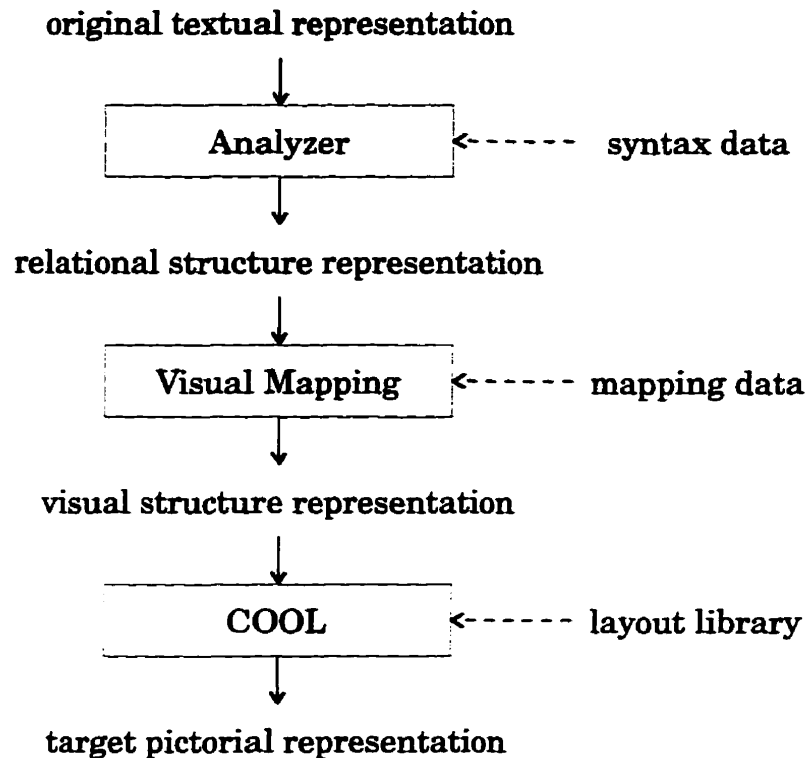 original textual representation
Analyzer
syntax data
relational structure representation
Visual Mapping
mapping data
visual structure representation
COOL
layout library
target pictorial representation